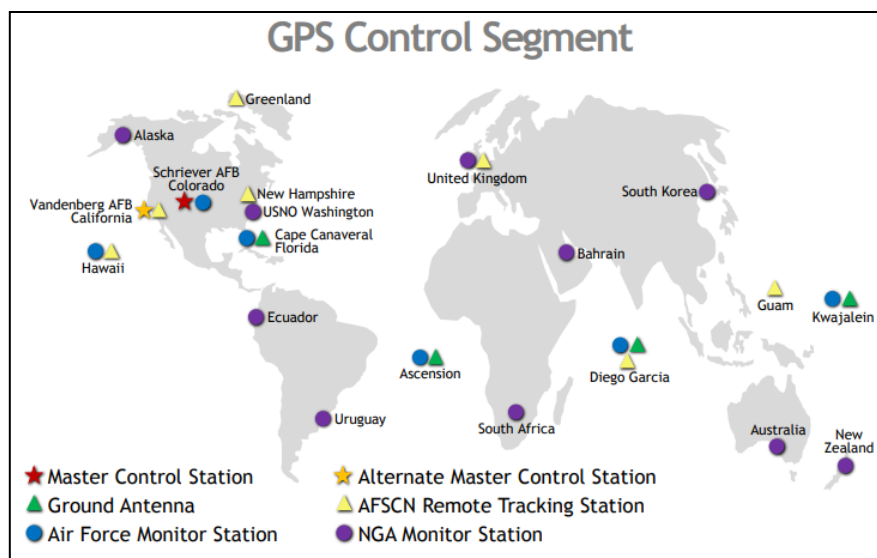 GPS Control Segment
Greenland
Alaska
Schriever AFB
Colorado
Vandenberg AFB
California
New Hampshire
USNO Washington
Cape Canaveral
Florida
Hawaii
United Kingdom
South Korea
Bahrain
Guam
Kwajalein
Ecuador
Ascension
Diego Garcia
Uruguay
South Africa
Australia
New
Zealand
Master Control Station
Alternate Master Control Station
Ground Antenna
AFSCN Remote Tracking Station
Air Force Monitor Station
NGA Monitor Station